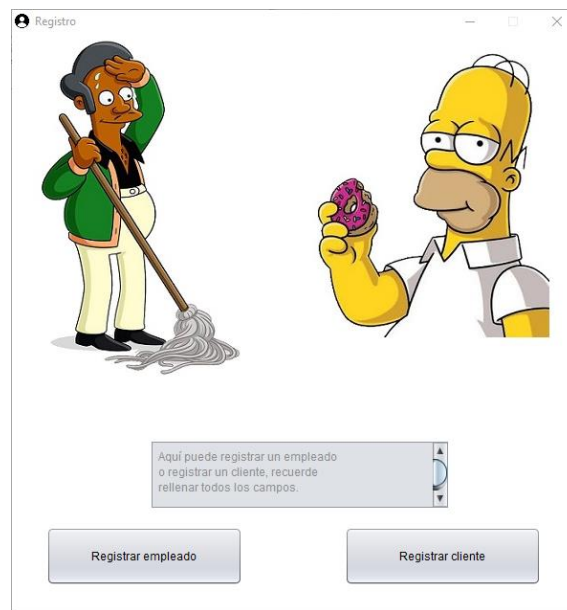 Registro
Aquí puede registrar un empleado
o registrar un cliente, recuerde
rellenar todos los campos.
Registrar empleado
Registrar cliente